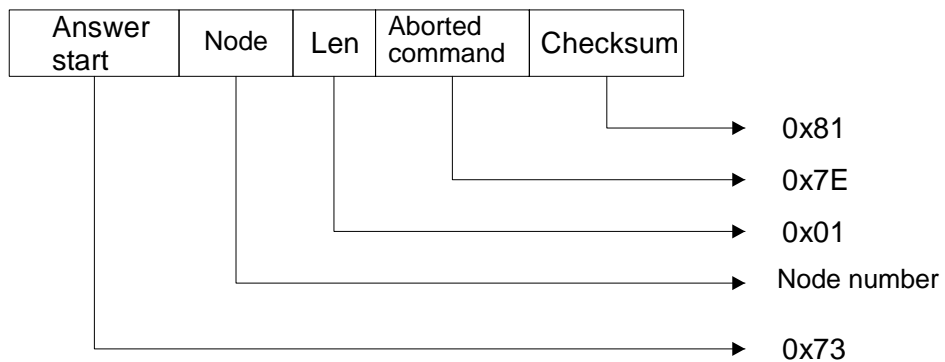 Answer
start
Node
Len
Aborted
command
Checksum
0x81
0x7E
0x01
Node number
0x73